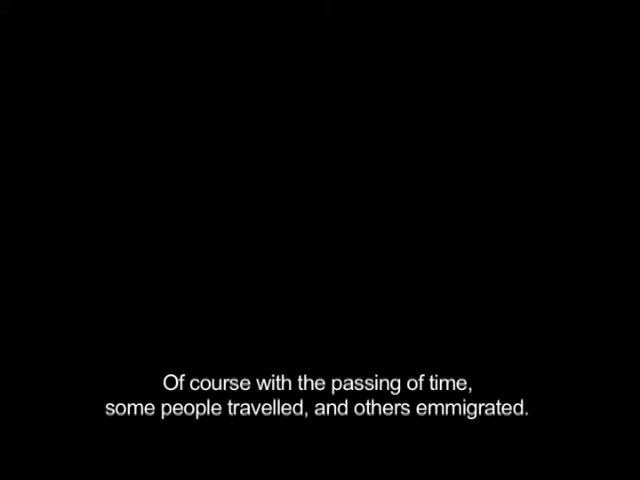 Of course with the passing of time,
some people travelled, and others emmigrated.